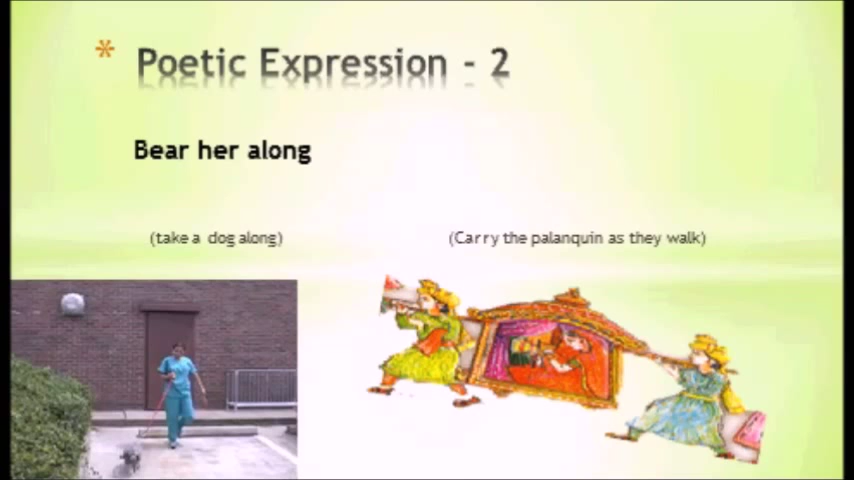 * Poetic Expression - 2
Bear her along
(take a dog along)
(Carry the palanquin as they walk)